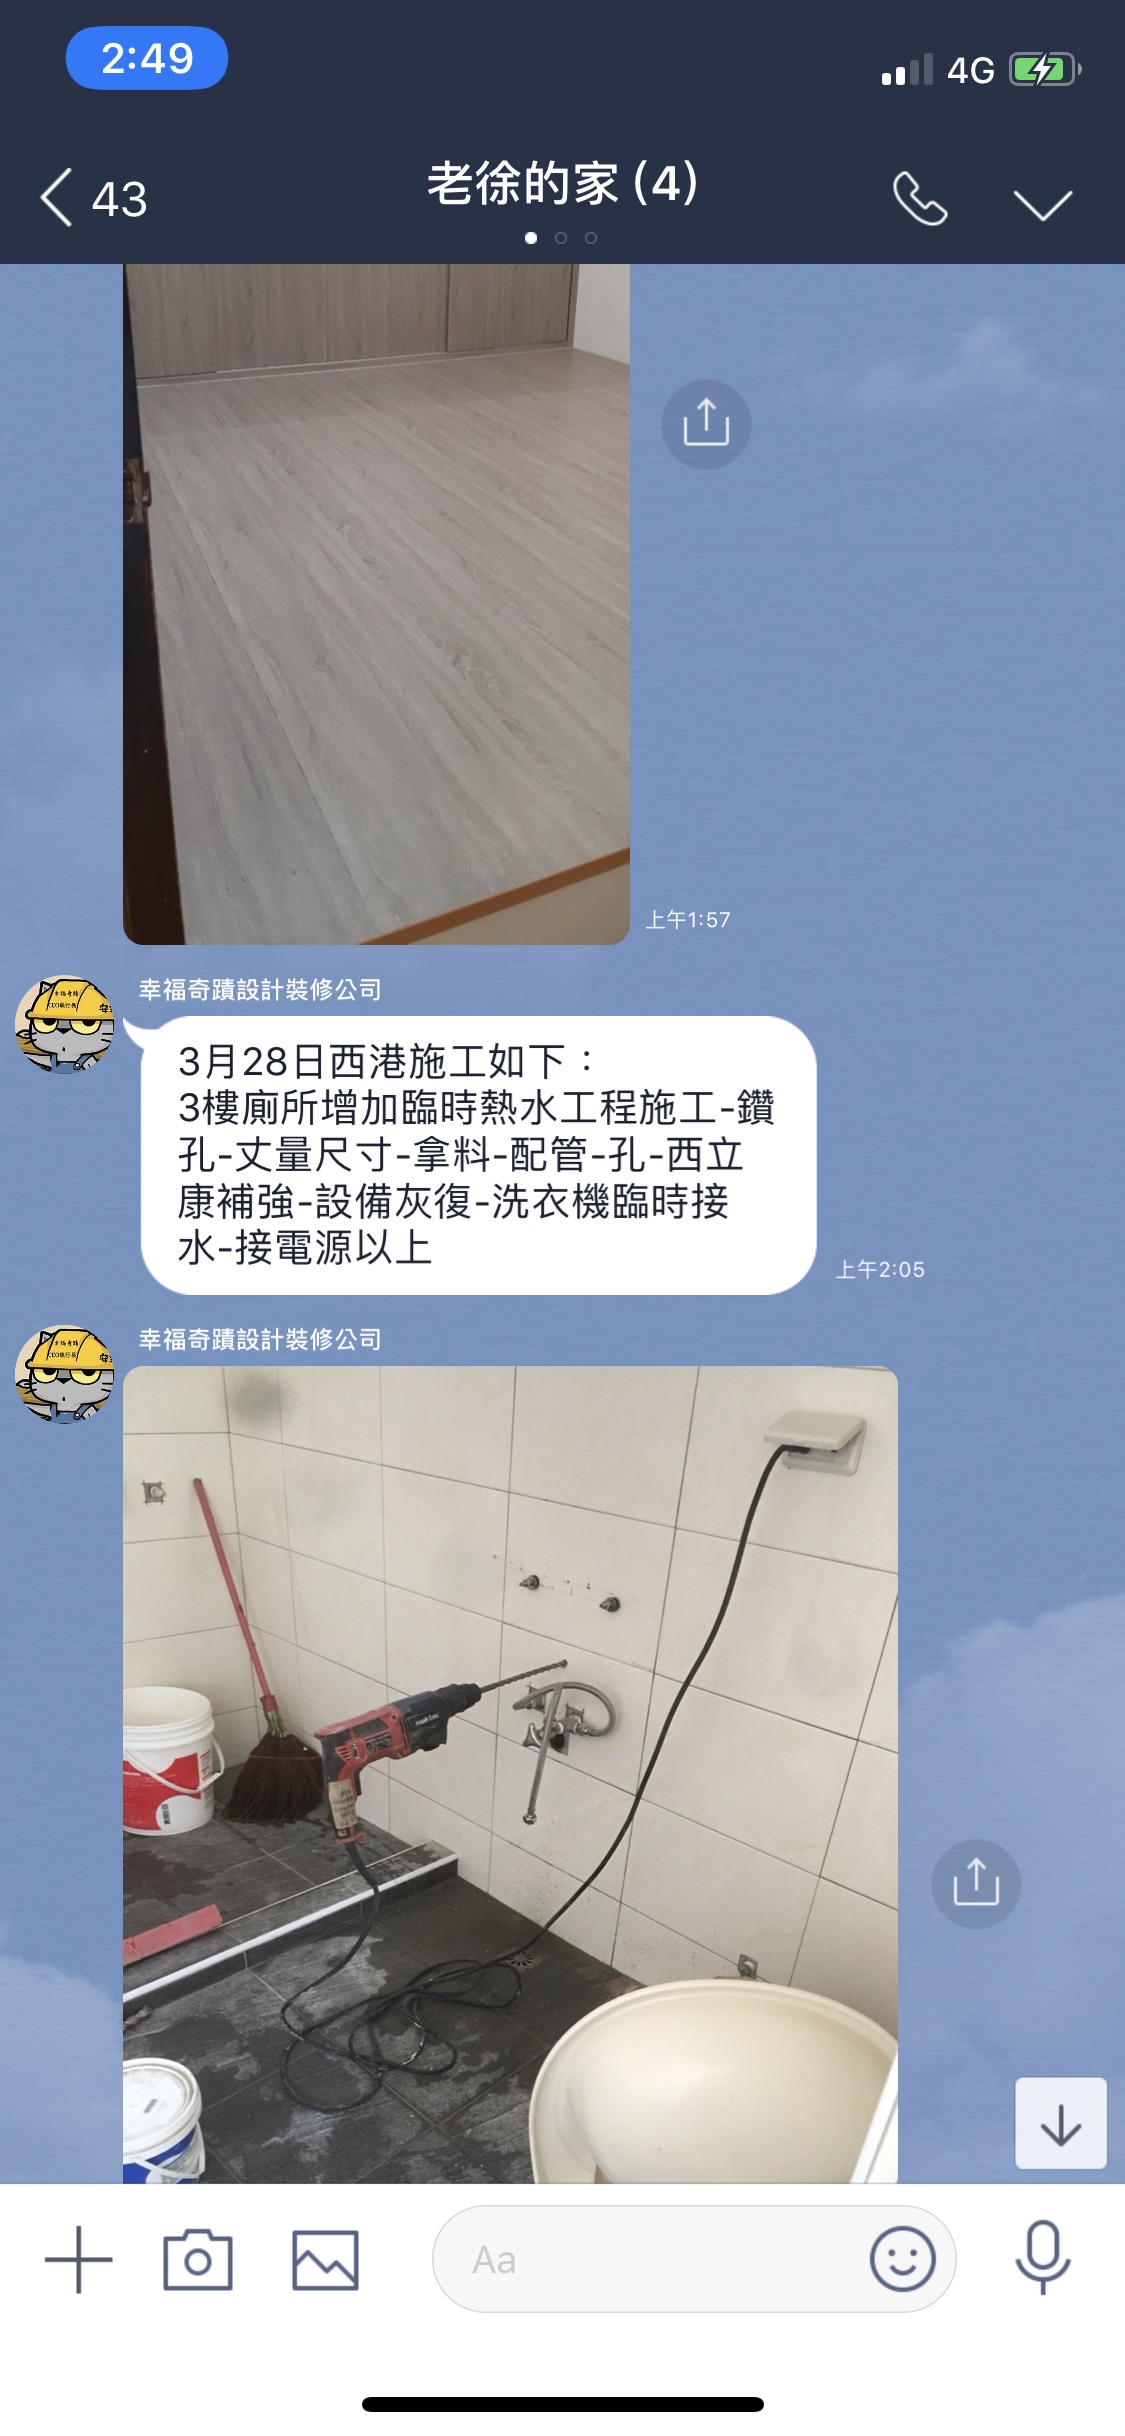 2:49
4G
43
老徐的家 (4)
上午1:57
幸福奇蹟設計裝修公司
3月28日西港施工如下：
3樓廁所增加臨時熱水工程施工-鑽
孔-丈量尺寸-拿料-配管-孔-西立
康補強-設備灰復-洗衣機臨時接
水-接電源以上
上午2:05
幸福奇蹟設計裝修公司
maktec
Aa